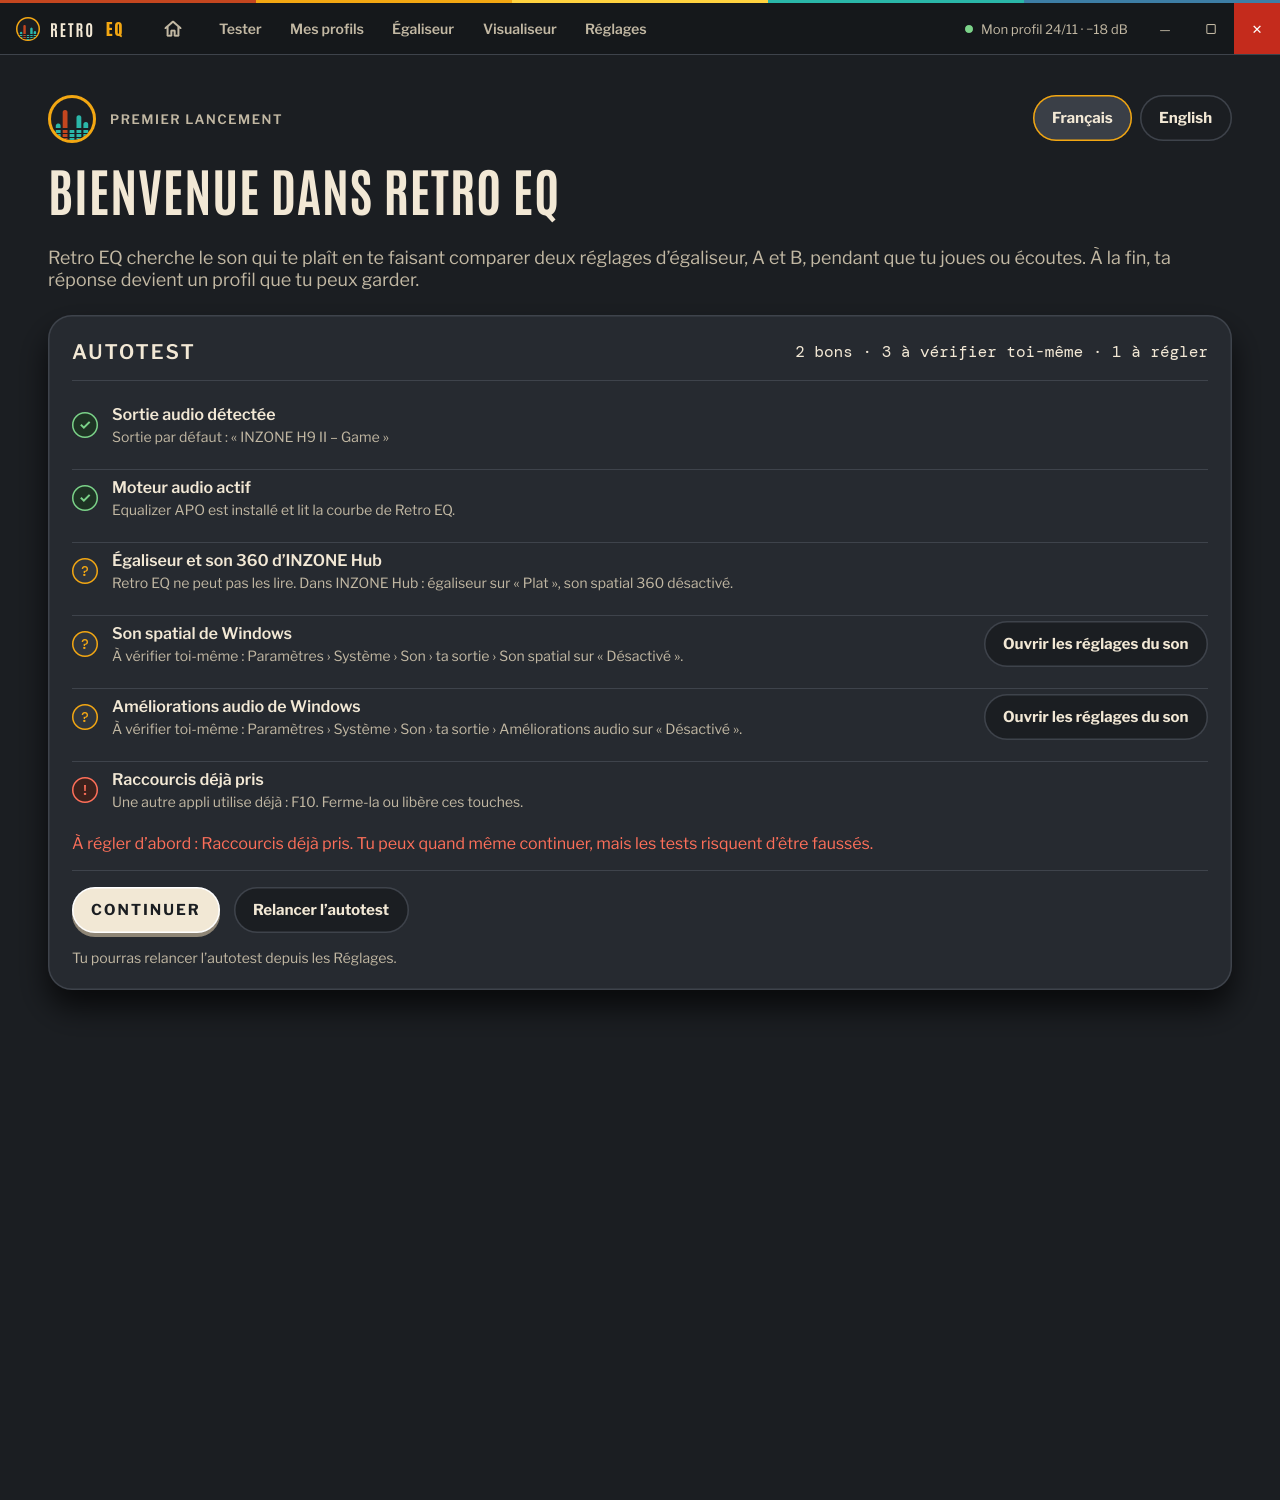 RETRO EQ
Tester
Mes profils
Égaliseur
Visualiseur
Réglages
Mon profil 24/11 · −18 dB
PREMIER LANCEMENT
Français
English
BIENVENUE DANS RETRO EQ
Retro EQ cherche le son qui te plaît en te faisant comparer deux réglages d’égaliseur, A et B, pendant que tu joues ou écoutes. À la fin, ta
réponse devient un profil que tu peux garder.
AUTOTEST
2 bons · 3 à vérifier toi-même · 1 à régler
Sortie audio détectée
Sortie par défaut : « INZONE H9 II – Game »
Moteur audio actif
Equalizer APO est installé et lit la courbe de Retro EQ.
Égaliseur et son 360 d’INZONE Hub
Retro EQ ne peut pas les lire. Dans INZONE Hub : égaliseur sur « Plat », son spatial 360 désactivé.
Son spatial de Windows
À vérifier toi-même : Paramètres › Système › Son › ta sortie › Son spatial sur « Désactivé ».
Ouvrir les réglages du son
Améliorations audio de Windows
À vérifier toi-même : Paramètres › Système › Son › ta sortie › Améliorations audio sur « Désactivé ».
Ouvrir les réglages du son
Raccourcis déjà pris
Une autre appli utilise déjà : F10. Ferme-la ou libère ces touches.
À régler d’abord : Raccourcis déjà pris. Tu peux quand même continuer, mais les tests risquent d’être faussés.
CONTINUER
Relancer l’autotest
Tu pourras relancer l’autotest depuis les Réglages.